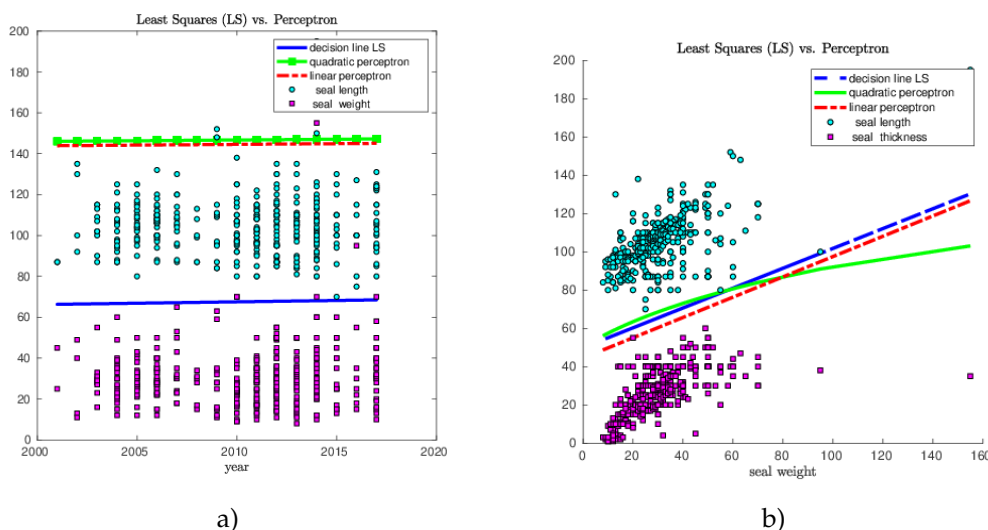 Least Squares (LS) vs. Perceptron
200
180
160
140
120
100
80
60
40
20
0
2000
2005
2010
2015
2020
year
decision line LS
quadratic perceptron
linear perceptron
seal length
seal weight
a)
Least Squares (LS) vs. Perceptron
200
180
160
140
120
100
80
60
40
20
0
20
40
60
80
100
120
140
160
seal weight
decision line LS
quadratic perceptron
linear perceptron
seal length
seal thickness
b)